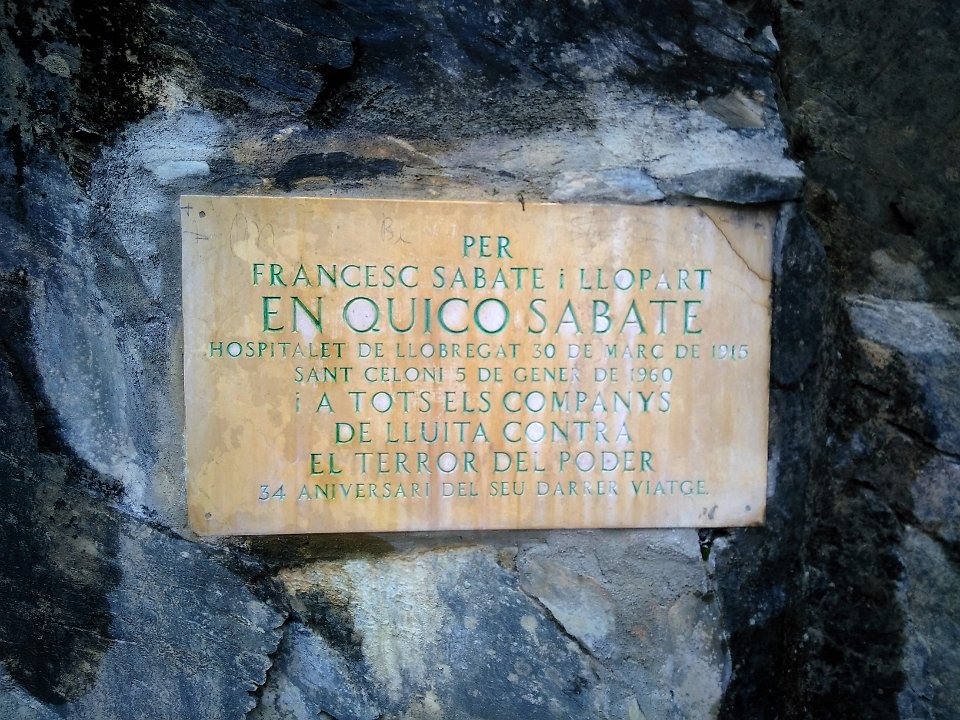 PER
FRANCESC SABATE i LLOPART
EN QUICO SABATE
HOSPITALET DE LLOBREGAT 30 DE MARÇ DE 1915
SANT CELONI 5 DE GENER DE 1960
i A TOTS ELS COMPANYS
DE LLUITA CONTRA
EL TERROR DEL PODER
34 ANIVERSARI DEL SEU DARRER VIATGE.